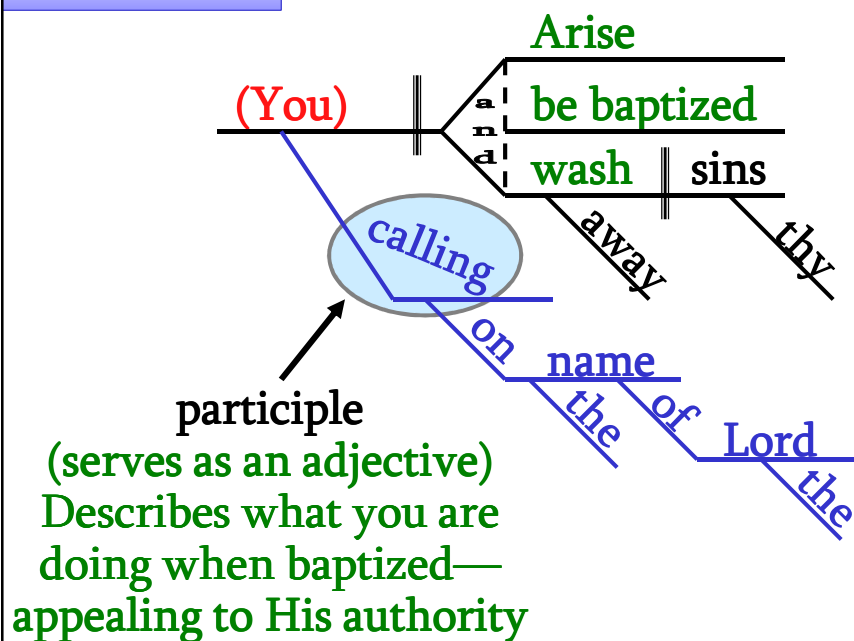 Arise
(You)
and
be baptized
wash
sins
away
thy
calling
on
name
the
of
Lord
the
participle
(serves as an adjective)
Describes what you are
doing when baptized—
appealing to His authority